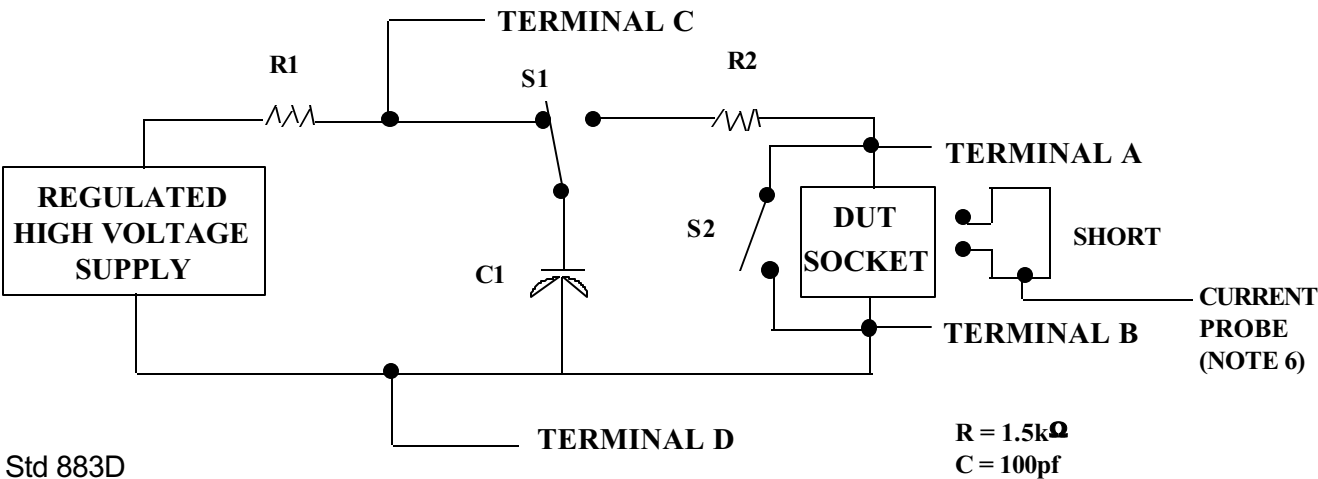 TERMINAL C
R1
S1
R2
TERMINAL A
REGULATED
HIGH VOLTAGE
SUPPLY
DUT
SOCKET
S2
SHORT
C1
CURRENT
PROBE
(NOTE 6)
TERMINAL B
TERMINAL D
R = 1.5kΩ
C = 100pf
Std 883D